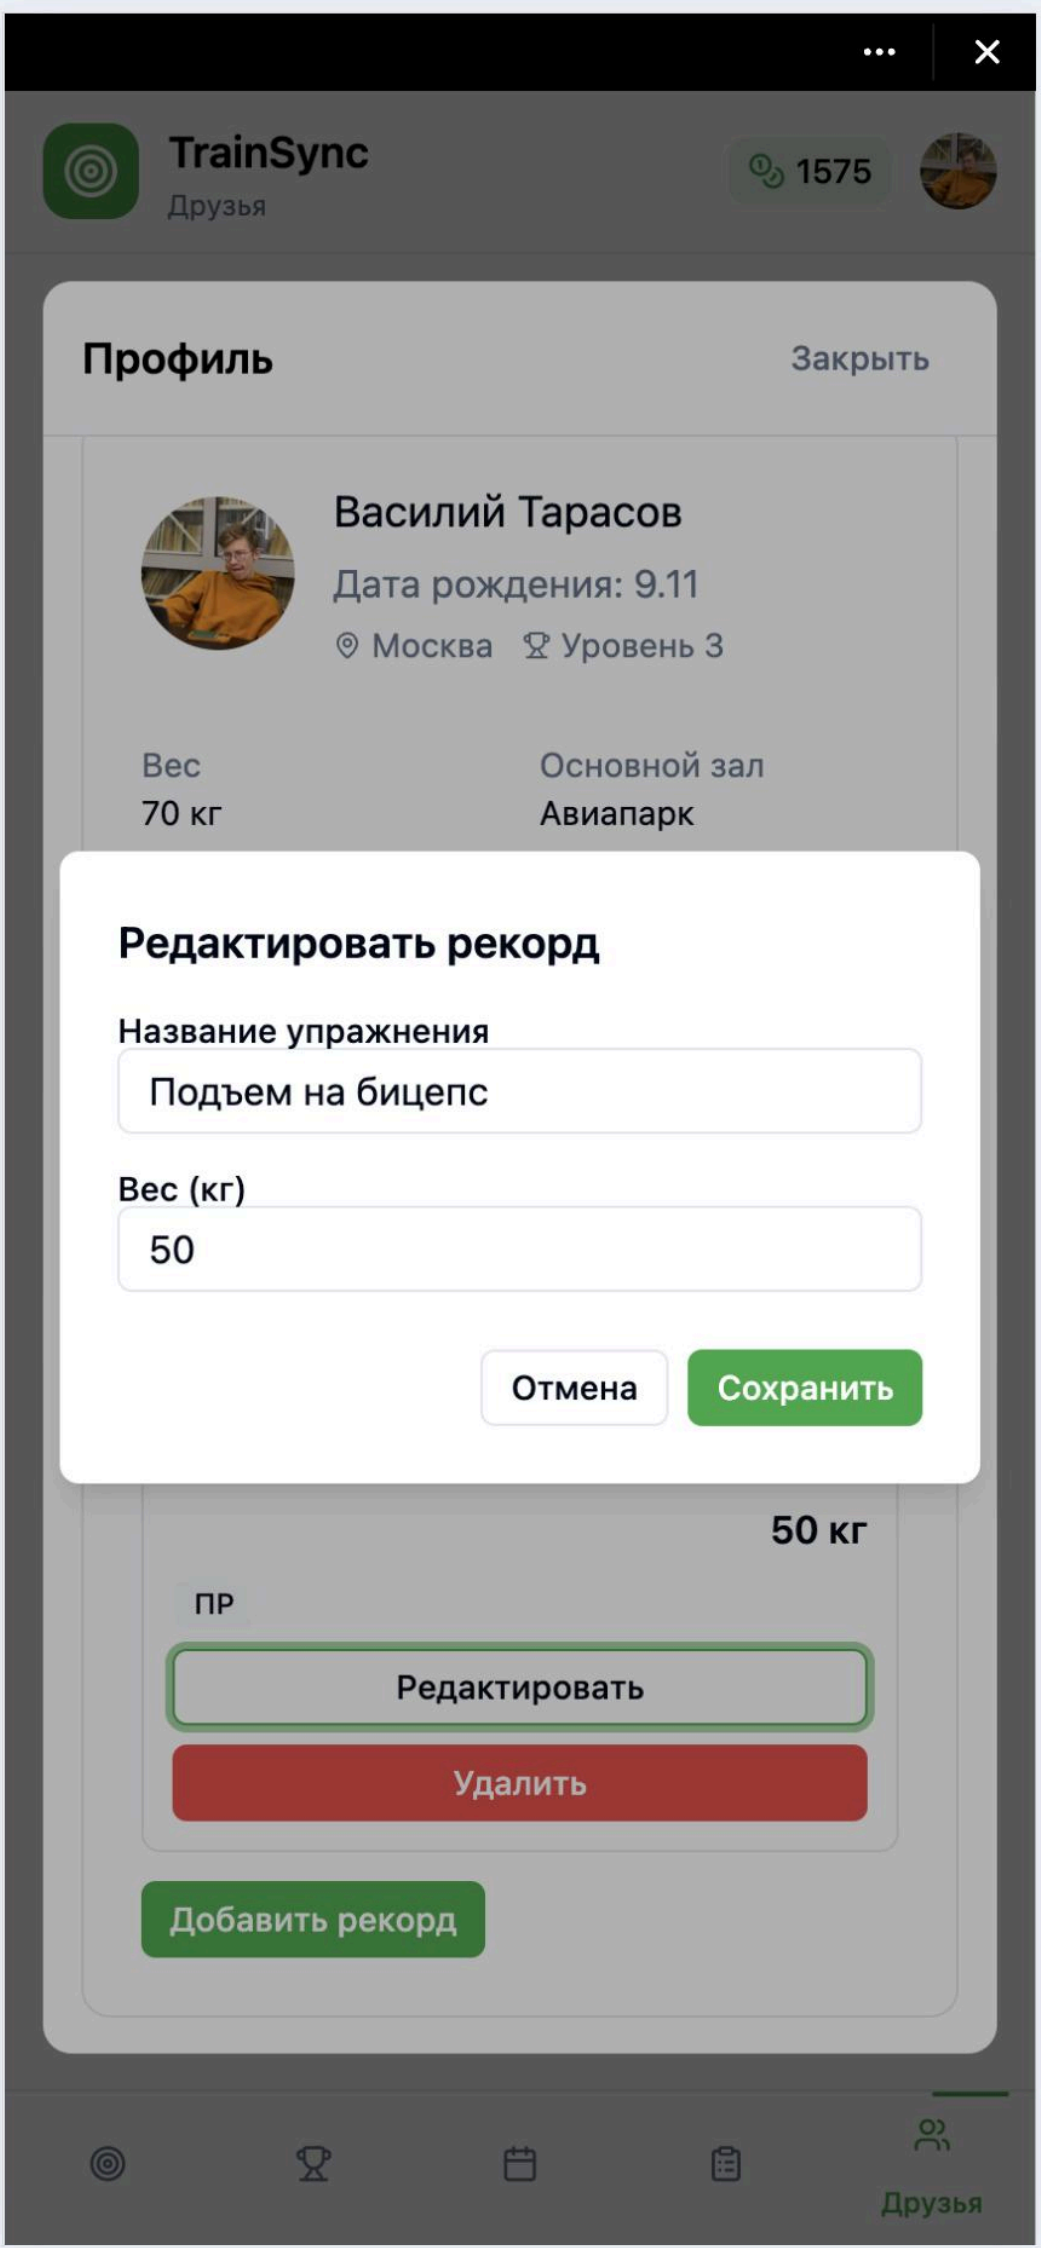 TrainSync
Друзья
1575
Профиль
Закрыть
Василий Тарасов
Дата рождения: 9.11
Москва Уровень 3
Вес
Основной зал
70 кг
Авиапарк
Редактировать рекорд
Название упражнения
Подъем на бицепс
Вес (кг)
50
Отмена
Сохранить
50 кг
ПР
Редактировать
Удалить
Добавить рекорд
Друзья